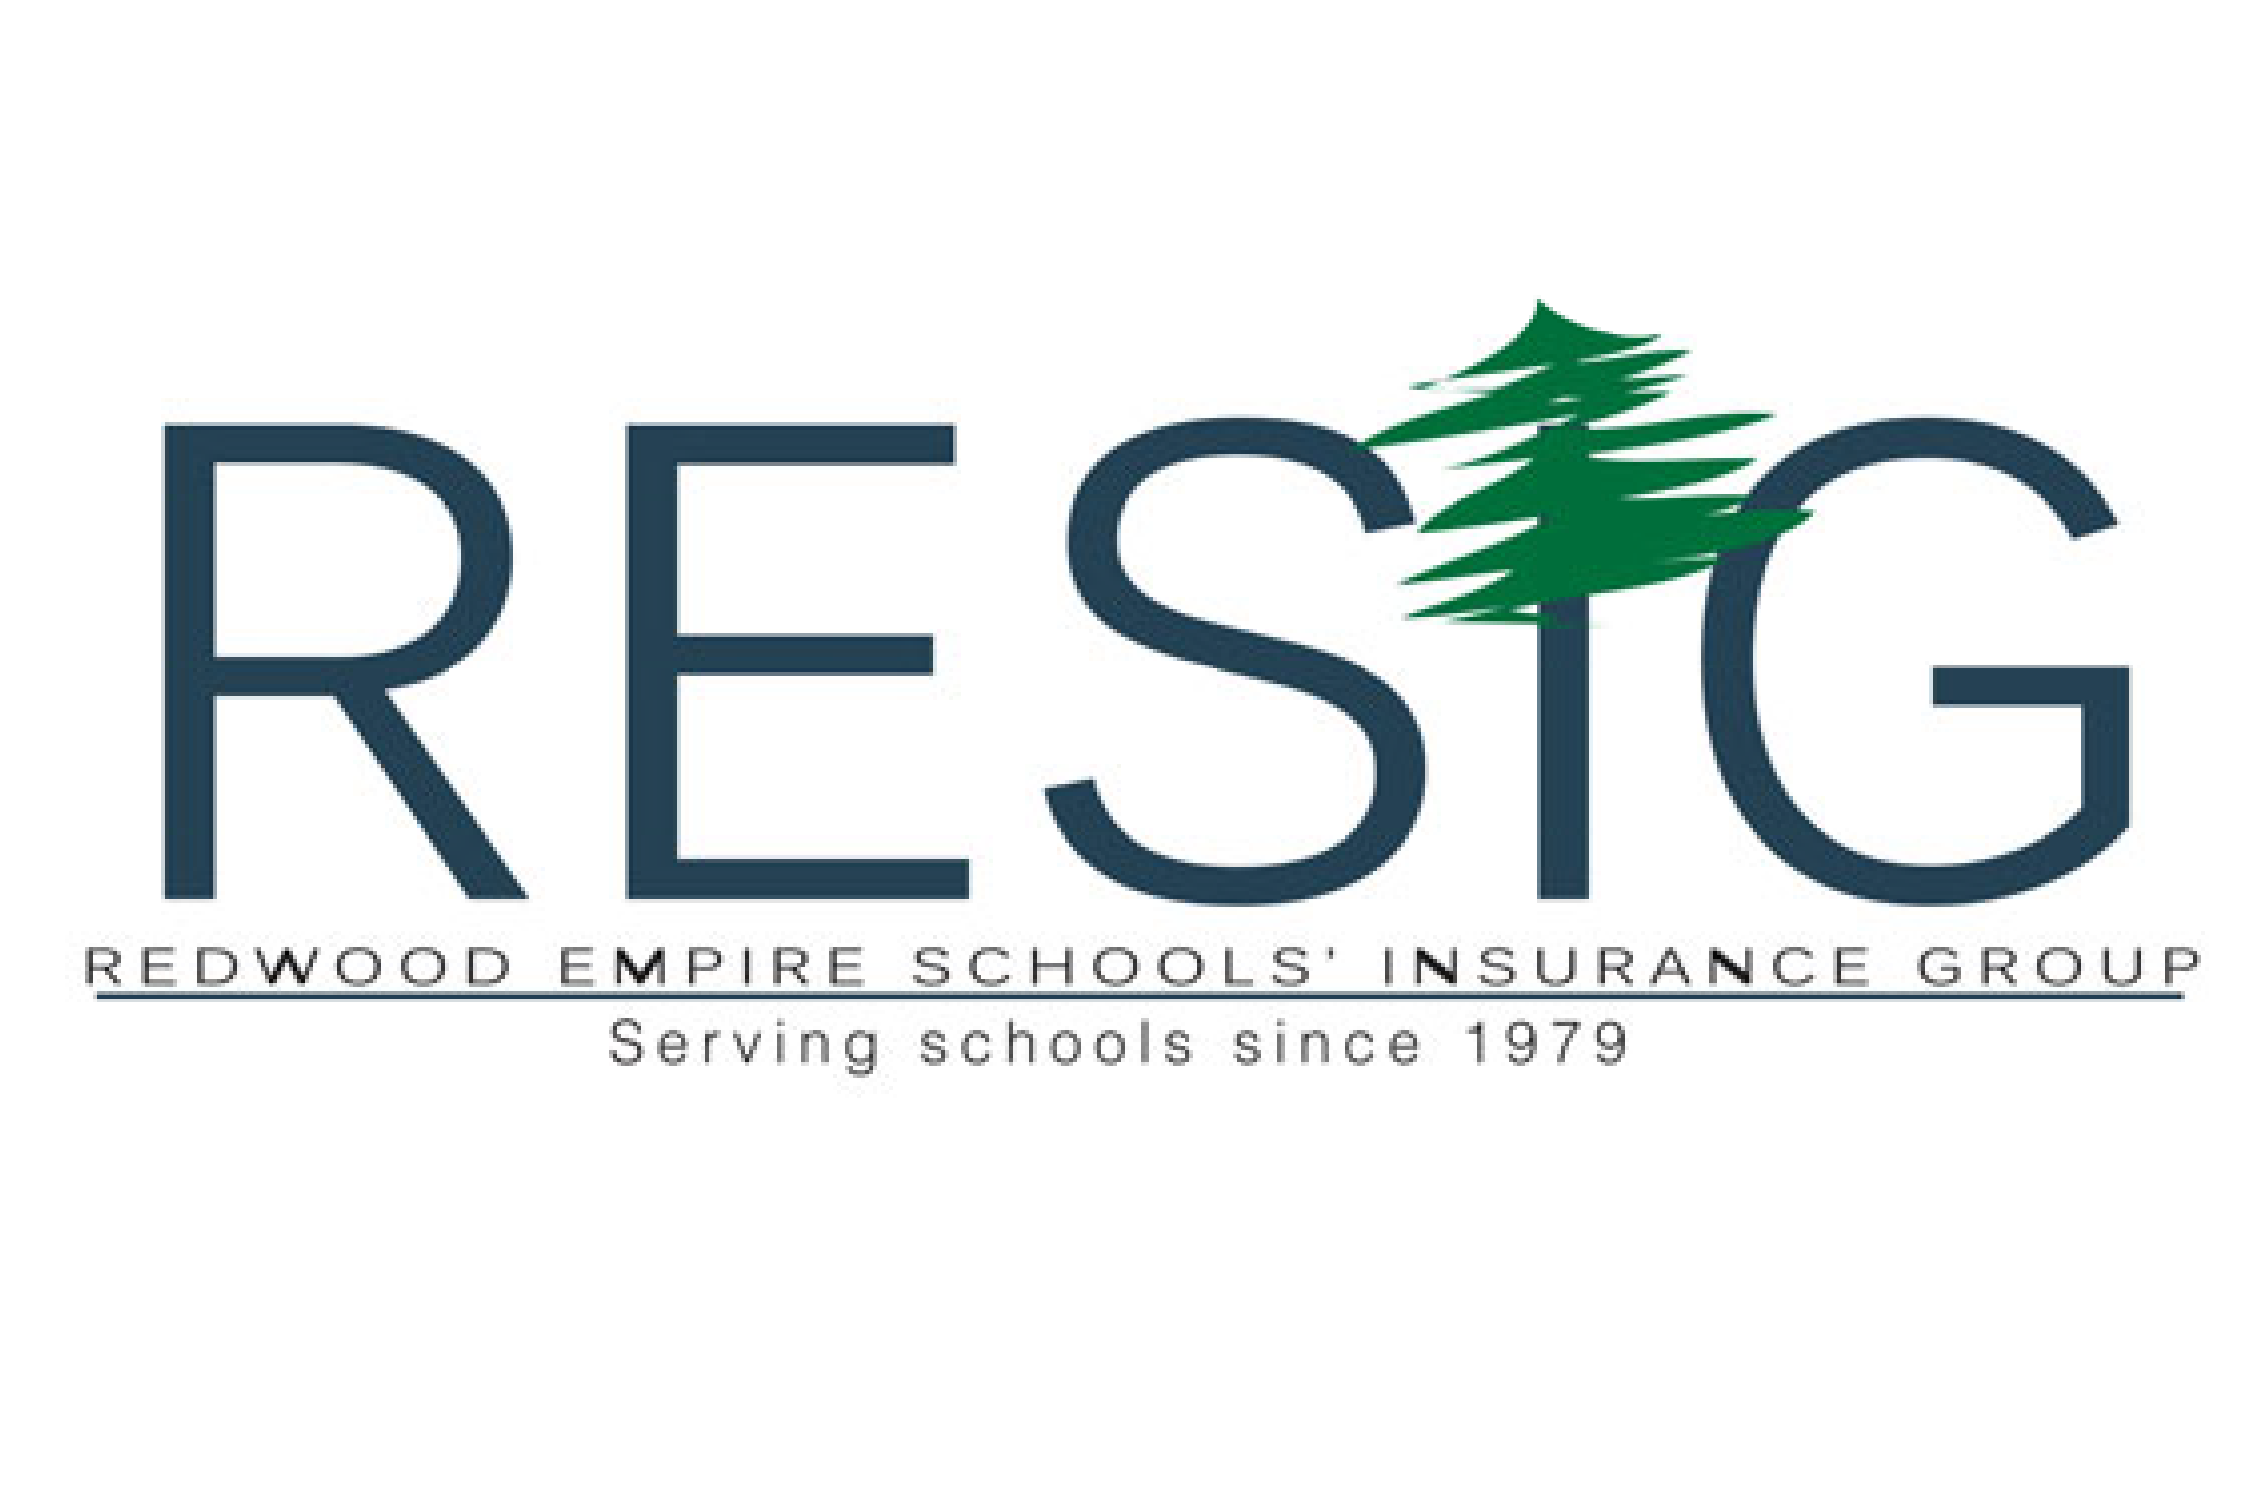 RESIG
REDWOOD EMPIRE SCHOOLS' INSURANCE GROUP
Serving schools since 1979